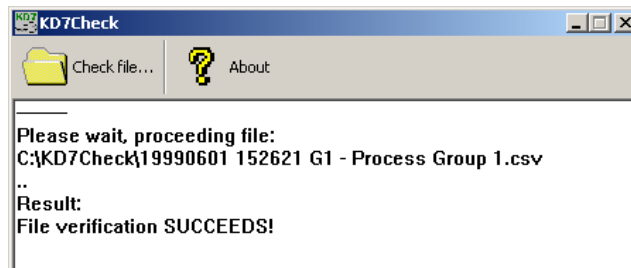 KD7 KD7Check
Check file... ? About
Please wait, proceeding file:
C:\KD7Check\19990601 152621 G1 - Process Group 1.csv
..
Result:
File verification SUCCEEDS!